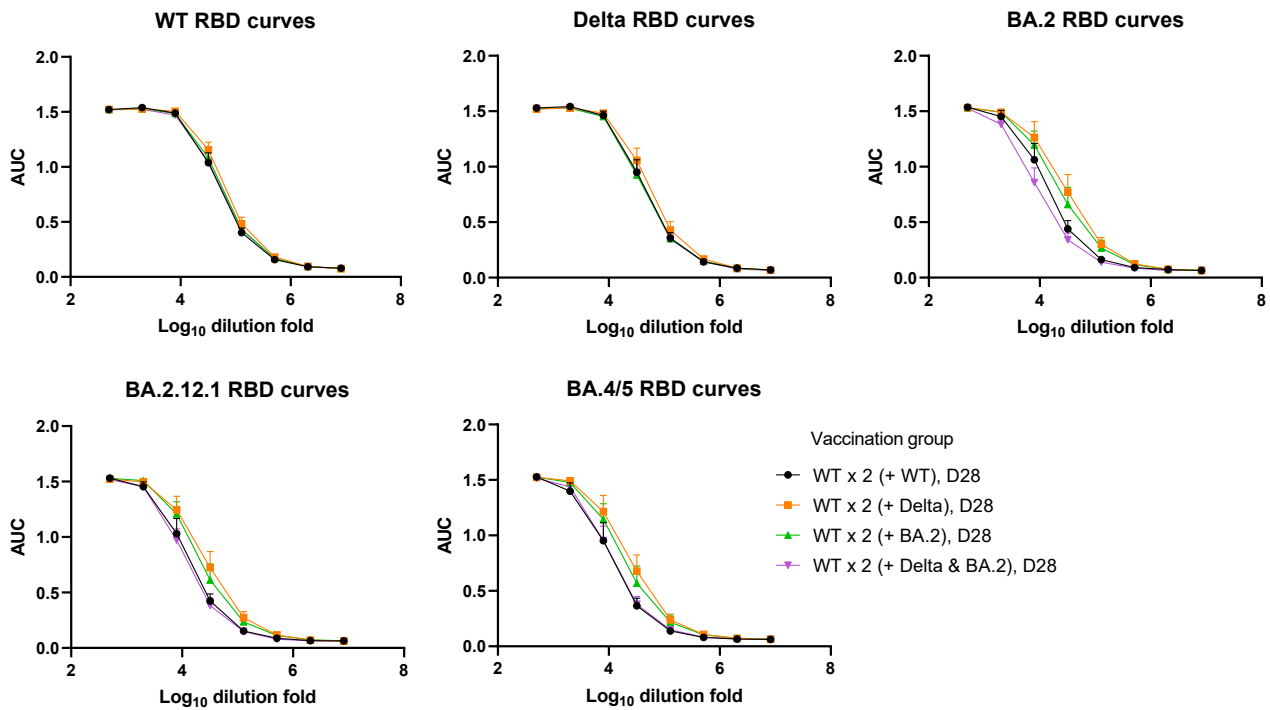 WT RBD curves
2.0
1.5
1.0
0.5
0.0
AUC
2 4 6 8
Log₁₀ dilution fold
Delta RBD curves
2.0
1.5
1.0
0.5
0.0
AUC
2 4 6 8
Log₁₀ dilution fold
BA.2 RBD curves
2.0
1.5
1.0
0.5
0.0
AUC
2 4 6 8
Log₁₀ dilution fold
BA.2.12.1 RBD curves
2.0
1.5
1.0
0.5
0.0
AUC
2 4 6 8
Log₁₀ dilution fold
BA.4/5 RBD curves
2.0
1.5
1.0
0.5
0.0
AUC
2 4 6 8
Log₁₀ dilution fold
Vaccination group
WT x 2 (+ WT), D28
WT x 2 (+ Delta), D28
WT x 2 (+ BA.2), D28
WT x 2 (+ Delta & BA.2), D28